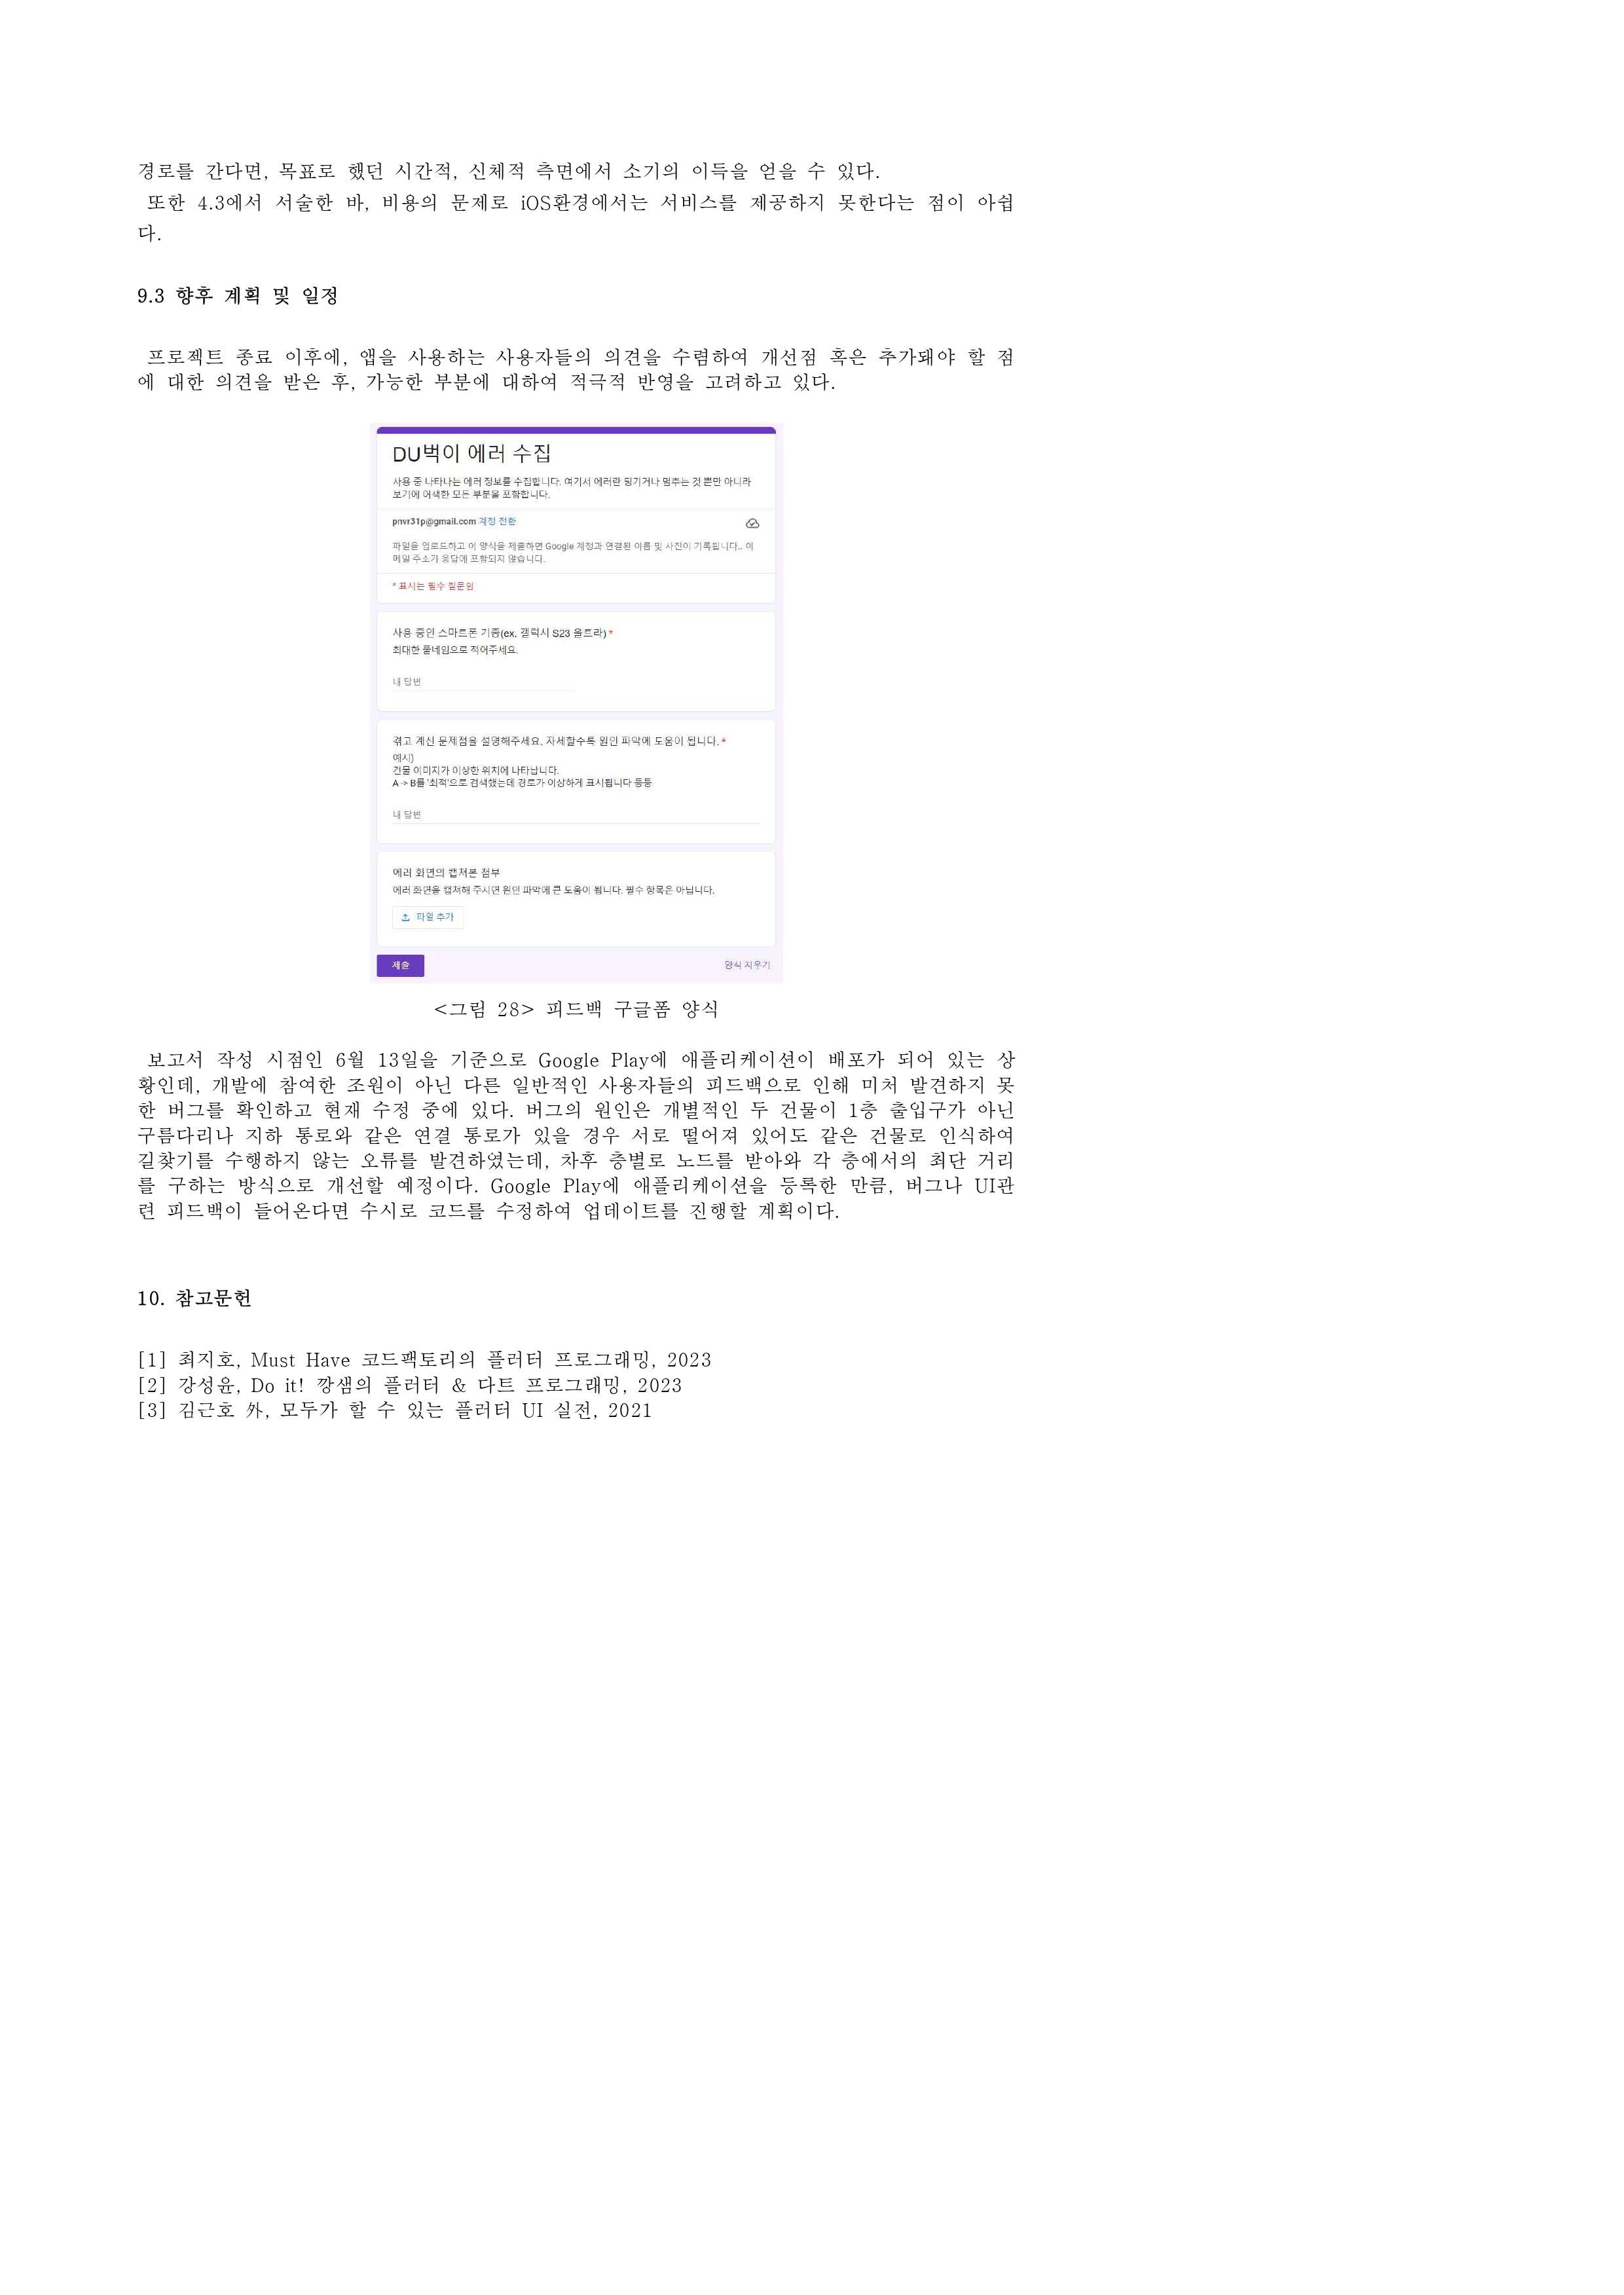 경로를 간다면, 목표로 했던 시간적, 신체적 측면에서 소기의 이득을 얻을 수 있다.
또한 4.3에서 서술한 바, 비용의 문제로 iOS환경에서는 서비스를 제공하지 못한다는 점이 아쉽
다.
9.3 향후 계획 및 일정
프로젝트 종료 이후에, 앱을 사용하는 사용자들의 의견을 수렴하여 개선점 혹은 추가돼야 할 점
에 대한 의견을 받은 후, 가능한 부분에 대하여 적극적 반영을 고려하고 있다.
DU벅이 에러 수집
사용 중 나타나는 에러 정보를 수집합니다. 여기서 에러란 팅기거나 멈추는 것 뿐만 아니라
보기에 어색한 모든 부분을 포함합니다.
pnvr31p@gmail.com 계정 전환
파일을 업로드하고 이 양식을 제출하면 Google 계정과 연결된 이름 및 사진이 기록됩니다.. 이
메일 주소가 응답에 포함되지 않습니다.
* 표시는 필수 질문임
사용 중인 스마트폰 기종(ex. 갤럭시 S23 울트라) *
최대한 풀네임으로 적어주세요.
내 답변
겪고 계신 문제점을 설명해주세요. 자세할수록 원인 파악에 도움이 됩니다. *
예시)
건물 이미지가 이상한 위치에 나타납니다.
A -> B를 '최적'으로 검색했는데 경로가 이상하게 표시됩니다 등등
내 답변
에러 화면의 캡쳐본 첨부
에러 화면을 캡쳐해 주시면 원인 파악에 큰 도움이 됩니다. 필수 항목은 아닙니다.
파일 추가
제출 양식 지우기
<그림 28> 피드백 구글폼 양식
보고서 작성 시점인 6월 13일을 기준으로 Google Play에 애플리케이션이 배포가 되어 있는 상
황인데, 개발에 참여한 조원이 아닌 다른 일반적인 사용자들의 피드백으로 인해 미처 발견하지 못
한 버그를 확인하고 현재 수정 중에 있다. 버그의 원인은 개별적인 두 건물이 1층 출입구가 아닌
구름다리나 지하 통로와 같은 연결 통로가 있을 경우 서로 떨어져 있어도 같은 건물로 인식하여
길찾기를 수행하지 않는 오류를 발견하였는데, 차후 층별로 노드를 받아와 각 층에서의 최단 거리
를 구하는 방식으로 개선할 예정이다. Google Play에 애플리케이션을 등록한 만큼, 버그나 UI관
련 피드백이 들어온다면 수시로 코드를 수정하여 업데이트를 진행할 계획이다.
10. 참고문헌
[1] 최지호, Must Have 코드팩토리의 플러터 프로그래밍, 2023
[2] 강성윤, Do it! 깡샘의 플러터 & 다트 프로그래밍, 2023
[3] 김근호 外, 모두가 할 수 있는 플러터 UI 실전, 2021